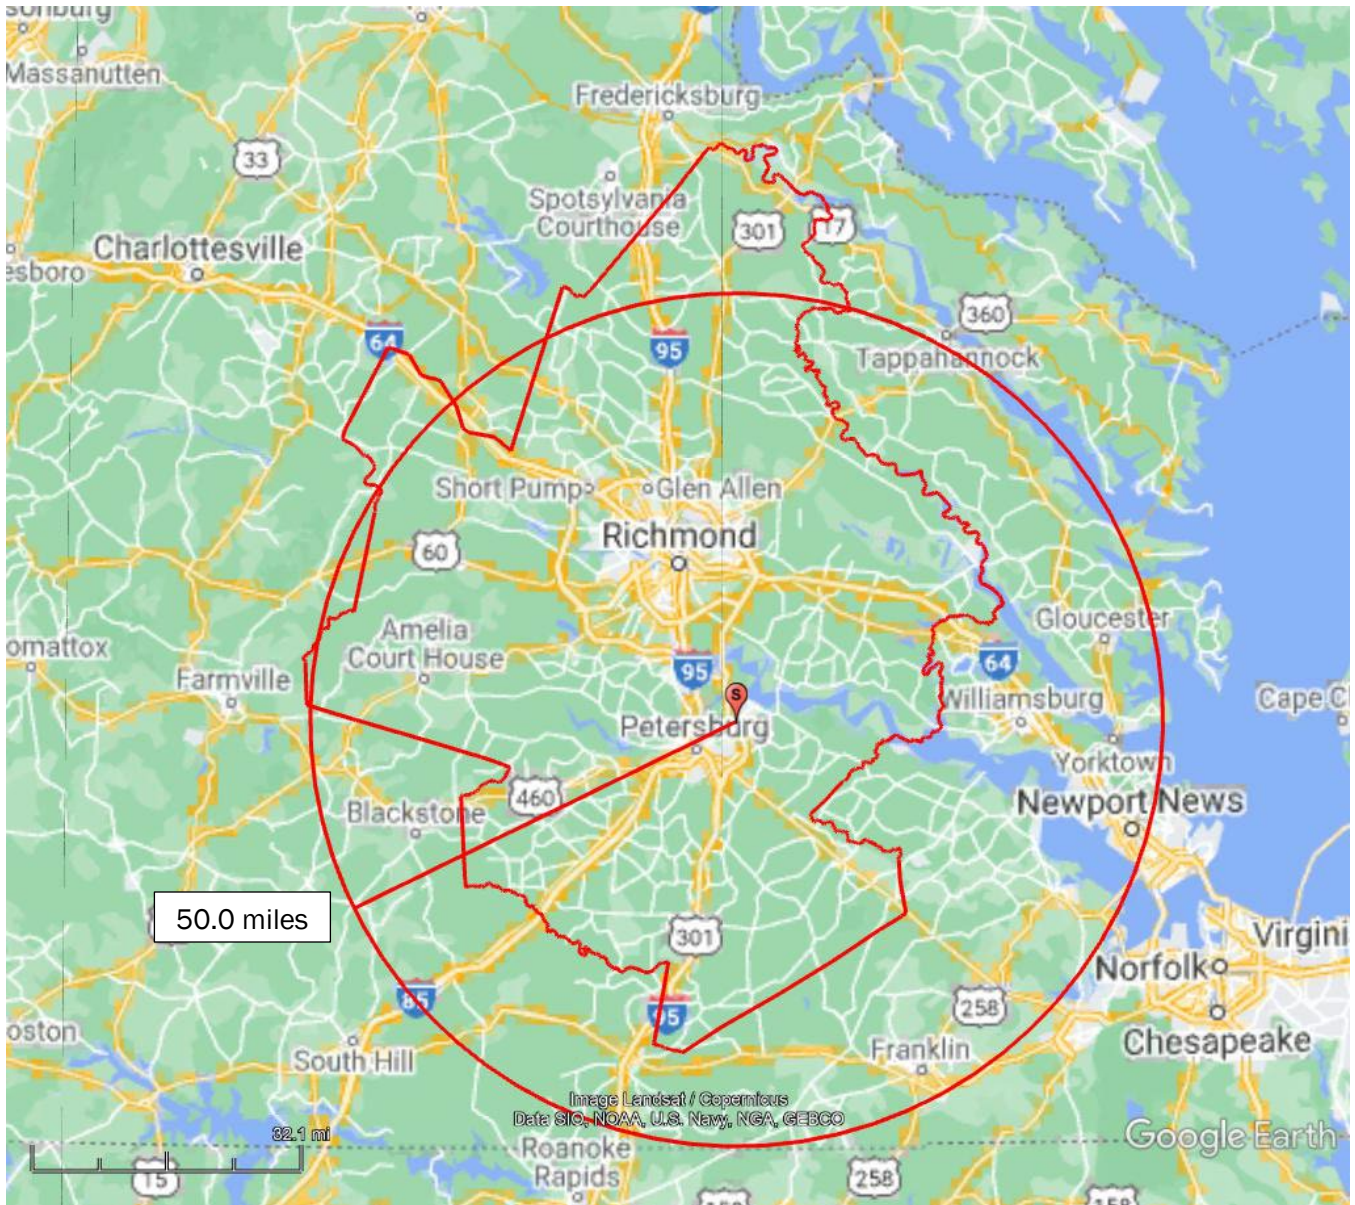 sonburg
Massanutten
Fredericksburg
33
Spotsylvania
Courthouse
301
17
Charlottesville
esboro
360
64
95
Tappahannock
Short Pump
Glen Allen
Richmond
60
Gloucester
Amelia
Court House
omattox
64
95
Farmville
S
Williamsburg
Cape C
Petersburg
Yorktown
460
Blackstone
Newport News
50.0 miles
301
Virgini
Norfolk
85
95
258
oston
Chesapeake
South Hill
Franklin
Image Landsat / Copernicus
Data SIO, NOAA, U.S. Navy, NGA, GEBCO
32.1 mi
Google Earth
Roanoke
Rapids
15
258
158